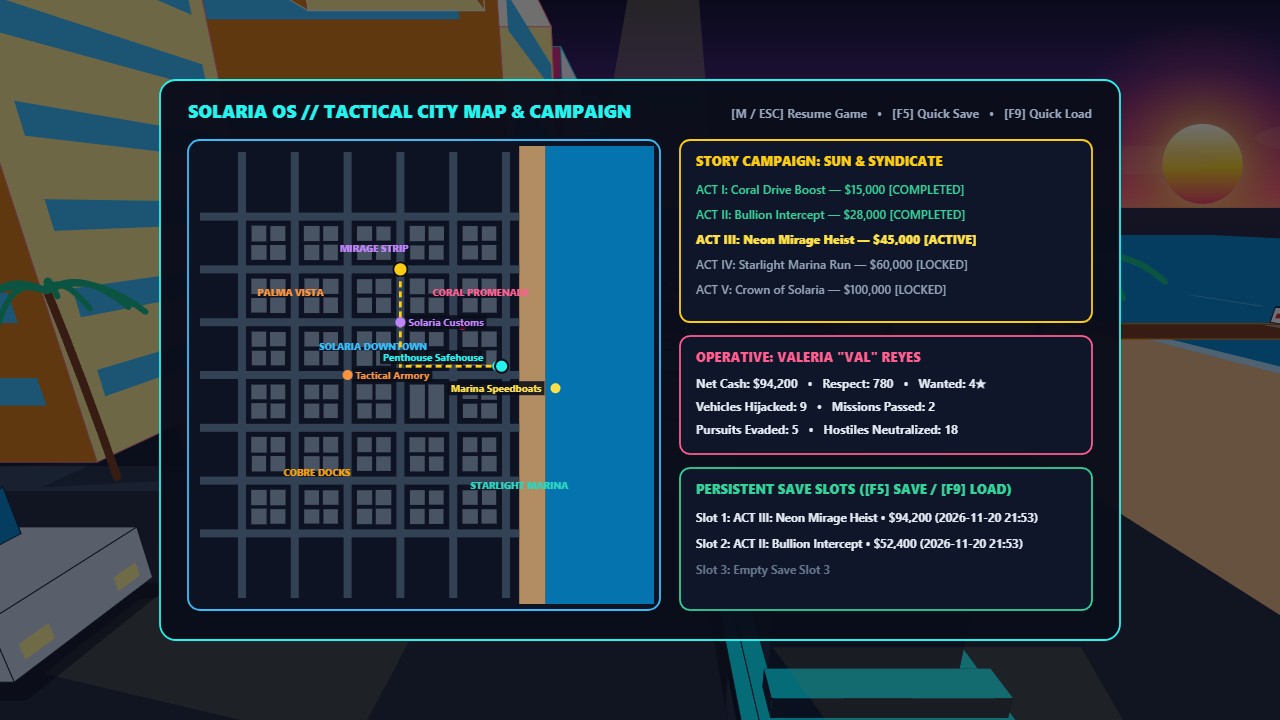 SOLARIA OS // TACTICAL CITY MAP & CAMPAIGN
[M / ESC] Resume Game • [F5] Quick Save • [F9] Quick Load
MIRAGE STRIP
PALMA VISTA
CORAL PROMENADE
Solaria Customs
SOLARIA DOWNTOWN
Penthouse Safehouse
Tactical Armory
Marina Speedboats
COBRE DOCKS
STARLIGHT MARINA
STORY CAMPAIGN: SUN & SYNDICATE
ACT I: Coral Drive Boost — $15,000 [COMPLETED]
ACT II: Bullion Intercept — $28,000 [COMPLETED]
ACT III: Neon Mirage Heist — $45,000 [ACTIVE]
ACT IV: Starlight Marina Run — $60,000 [LOCKED]
ACT V: Crown of Solaria — $100,000 [LOCKED]
OPERATIVE: VALERIA "VAL" REYES
Net Cash: $94,200 • Respect: 780 • Wanted: 4★
Vehicles Hijacked: 9 • Missions Passed: 2
Pursuits Evaded: 5 • Hostiles Neutralized: 18
PERSISTENT SAVE SLOTS ([F5] SAVE / [F9] LOAD)
Slot 1: ACT III: Neon Mirage Heist • $94,200 (2026-11-20 21:53)
Slot 2: ACT II: Bullion Intercept • $52,400 (2026-11-20 21:53)
Slot 3: Empty Save Slot 3